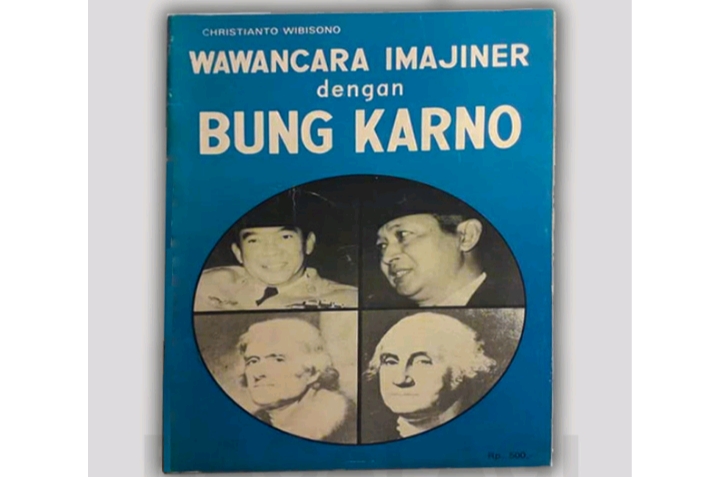 CHRISTIANTO WIBISONO
WAWANCARA IMAJINER
dengan
BUNG KARNO
Rp. 500,